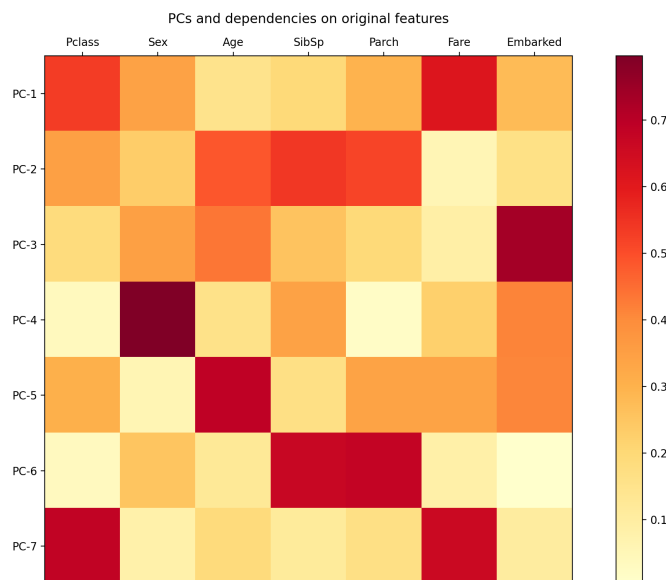 PCs and dependencies on original features
Pclass Sex Age SibSp Parch Fare Embarked
PC-1
PC-2
PC-3
PC-4
PC-5
PC-6
PC-7
0.7
0.6
0.5
0.4
0.3
0.2
0.1